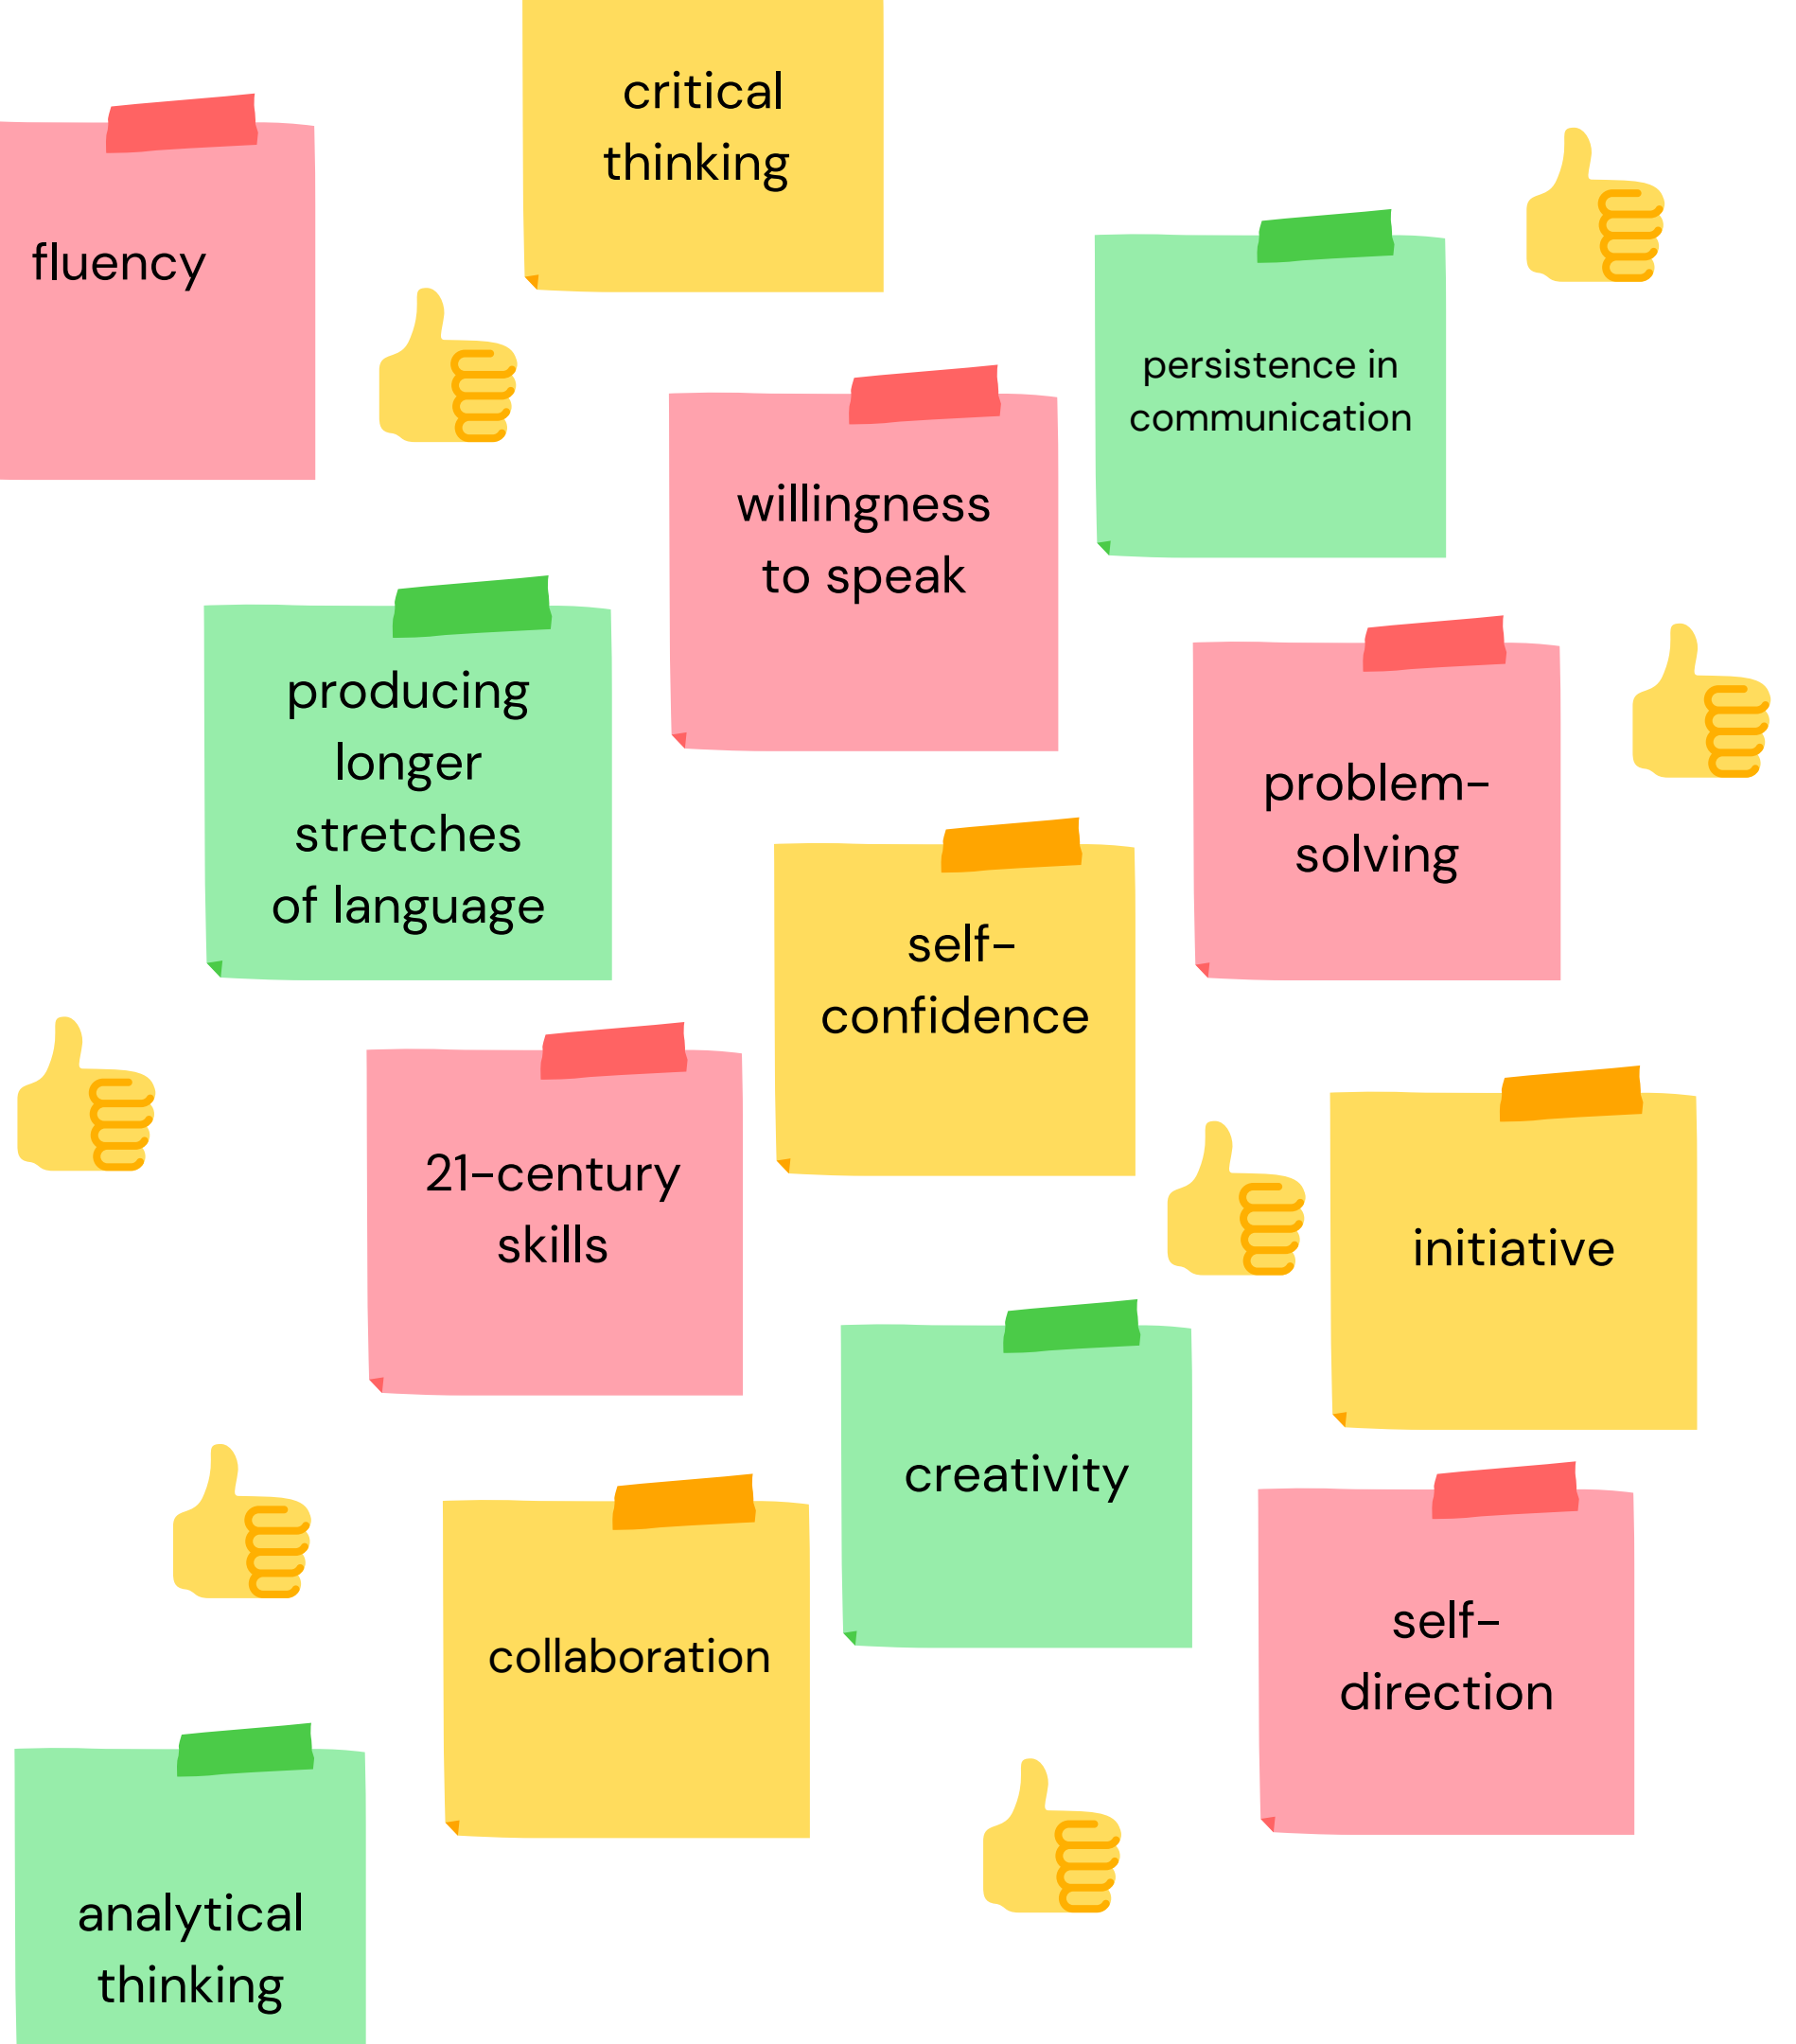 critical
thinking
fluency
persistence in
communication
willingness
to speak
producing
longer
stretches
of language
problem-
solving
self-
confidence
21-century
skills
initiative
creativity
collaboration
self-
direction
analytical
thinking